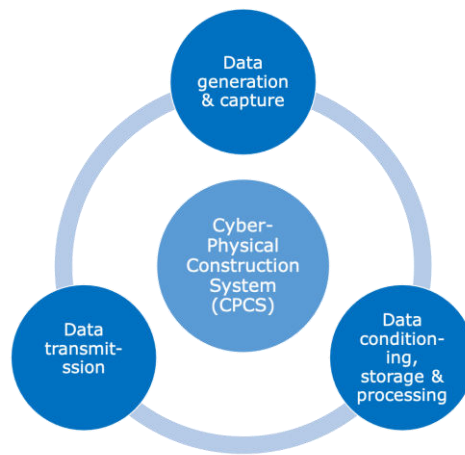 Data
generation
& capture
Cyber-
Physical
Construction
System
(CPCS)
Data
transmit-
ssion
Data
condition-
ing,
storage &
processing